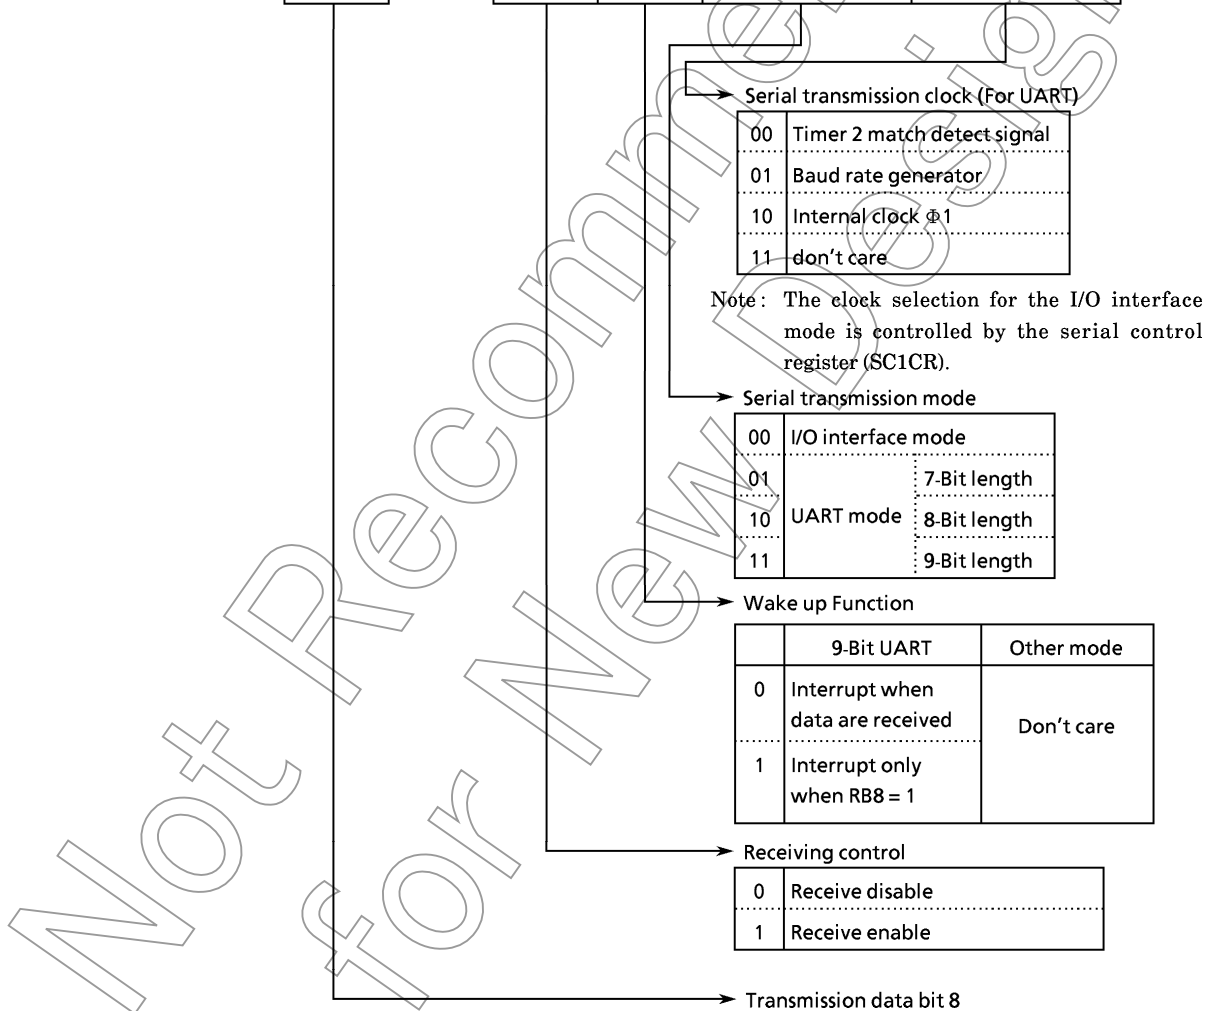 Serial transmission clock (For UART)
00 Timer 2 match detect signal
01 Baud rate generator
10 Internal clock Φ1
11 don't care
Note : The clock selection for the I/O interface
mode is controlled by the serial control
register (SC1CR).
Serial transmission mode
00 I/O interface mode
01 7-Bit length
10 UART mode 8-Bit length
11 9-Bit length
Wake up Function
9-Bit UART Other mode
0 Interrupt when
data are received
Don't care
1 Interrupt only
when RB8 = 1
Receiving control
0 Receive disable
1 Receive enable
Transmission data bit 8
Not Recommen
for New Design